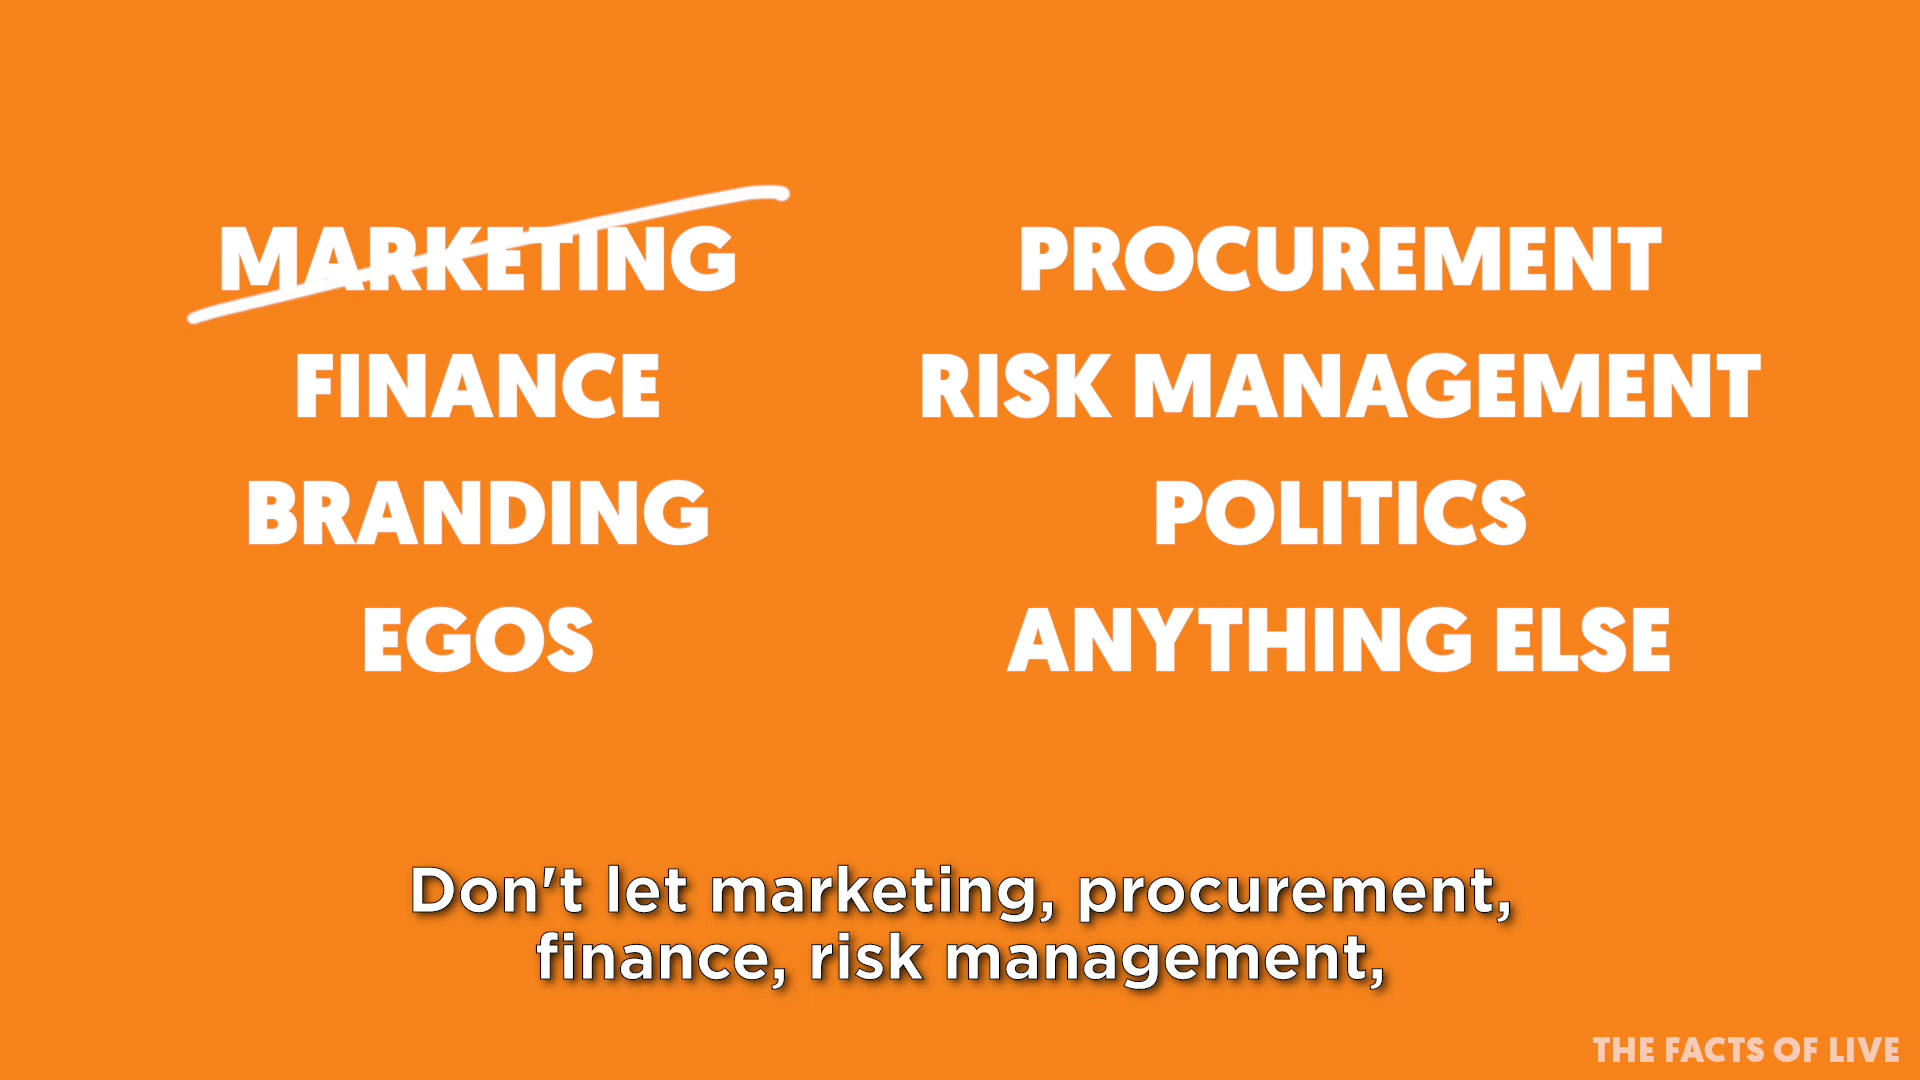 MARKETING
PROCUREMENT
FINANCE
RISK MANAGEMENT
BRANDING
POLITICS
EGOS
ANYTHING ELSE
Don't let marketing, procurement,
finance, risk management,
THE FACTS OF LIVE